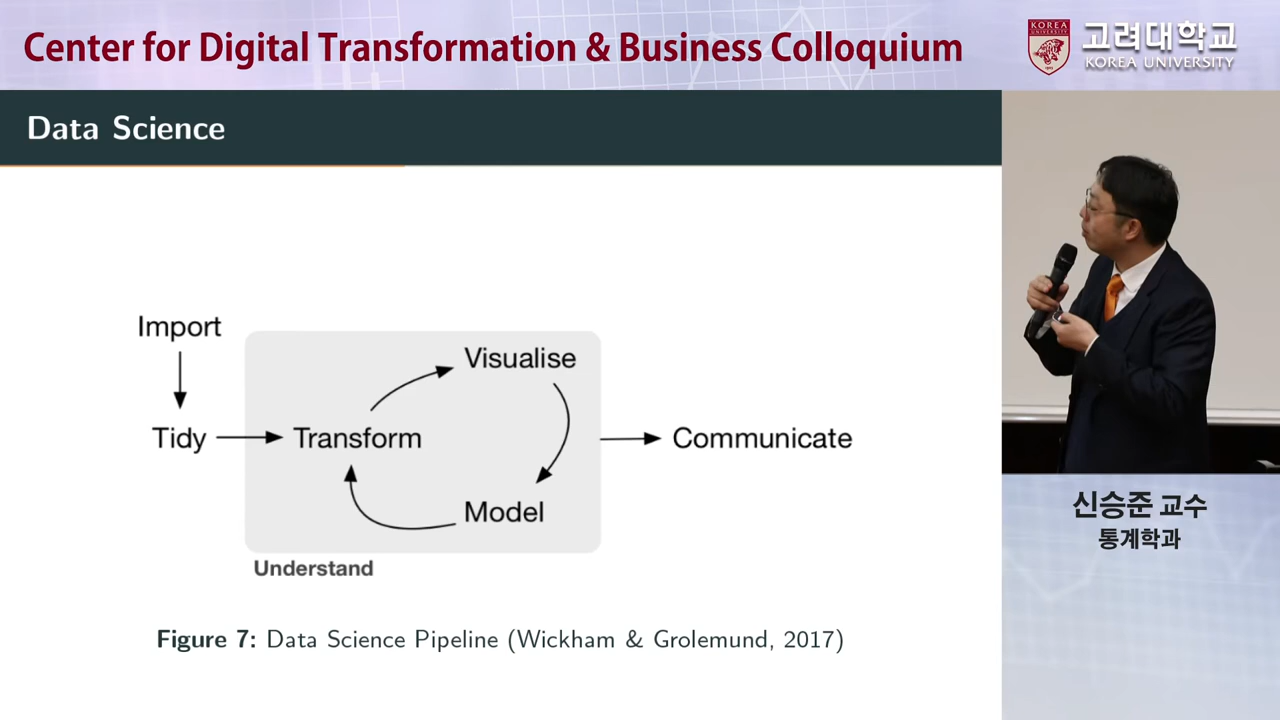 Center for Digital Transformation & Business Colloquium
KOREA
UNIVERSITY
고려대학교
KOREA UNIVERSITY
Data Science
Import
Tidy
Transform
Visualise
Model
Communicate
Understand
Figure 7: Data Science Pipeline (Wickham & Grolemund, 2017)
신승준 교수
통계학과